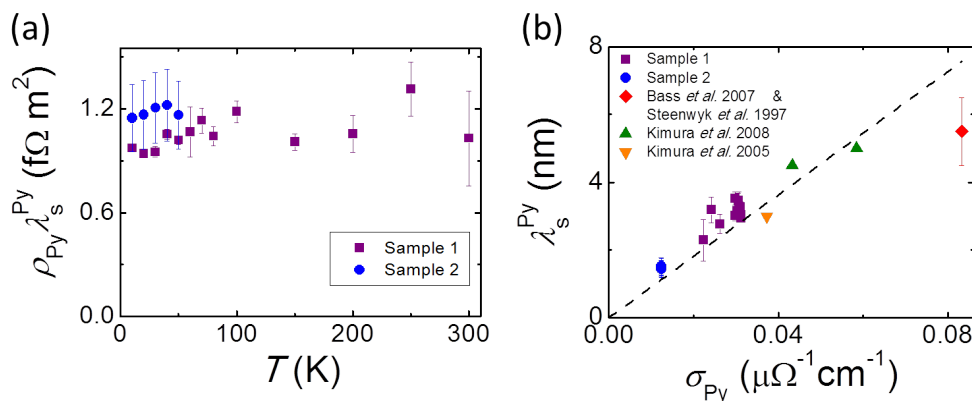 (a)
ρPy λsPy (fΩ m2)
1.2
0.6
0.0
0
100
200
300
T (K)
Sample 1
Sample 2
(b)
λsPy (nm)
8
4
0
0.00
0.04
0.08
σPy (μΩ-1cm-1)
Sample 1
Sample 2
Bass et al. 2007 &
Steenwyk et al. 1997
Kimura et al. 2008
Kimura et al. 2005